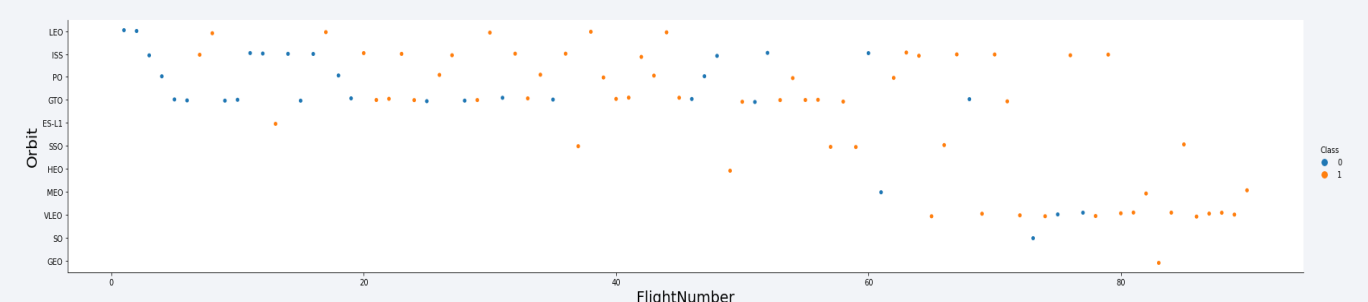 Orbit
LEO
ISS
PO
GTO
ES-L1
SSO
HEO
MEO
VLEO
SO
GEO
0 20 40 60 80
FlightNumber
Class
0
1